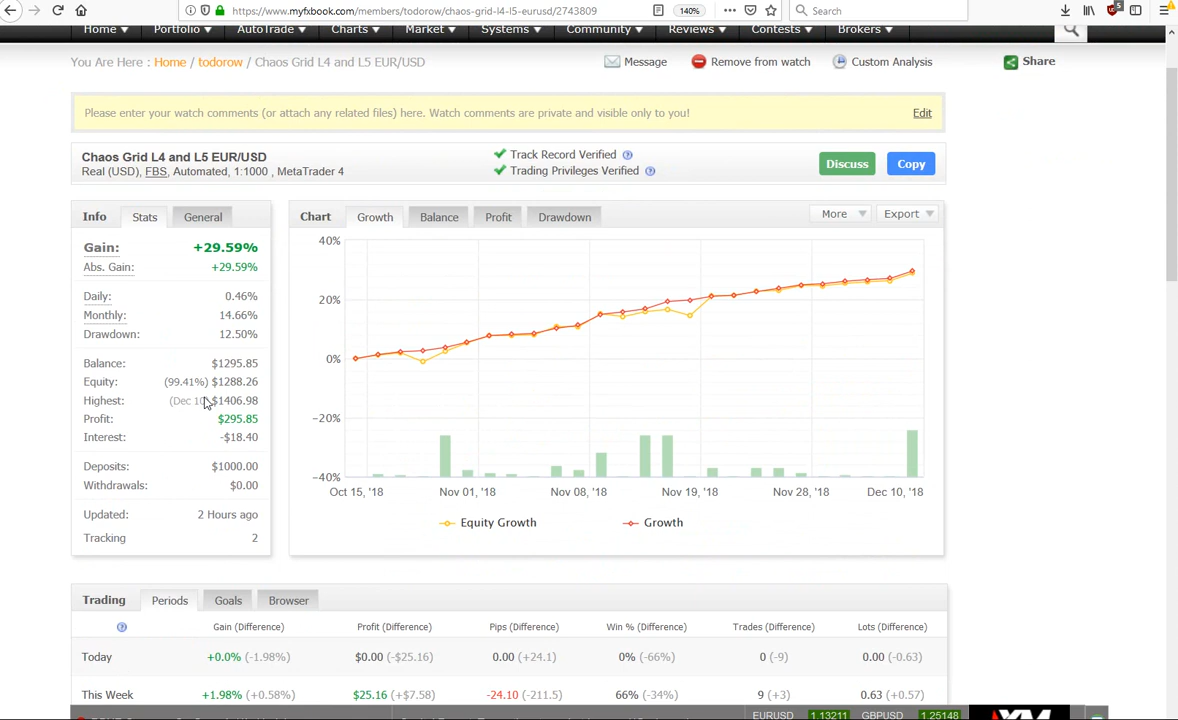 https://www.myfxbook.com/members/todorow/chaos-grid-l4-l5-eurusd/2743809 140% Search 5
Home Portfolio AutoTrade Charts Market Systems Community Reviews Contests Brokers
You Are Here : Home / todorow / Chaos Grid L4 and L5 EUR/USD Message Remove from watch Custom Analysis Share
Please enter your watch comments (or attach any related files) here. Watch comments are private and visible only to you! Edit
Chaos Grid L4 and L5 EUR/USD
Real (USD), FBS, Automated, 1:1000 , MetaTrader 4
Track Record Verified
Trading Privileges Verified
Discuss Copy
Info Stats General
Gain: +29.59%
Abs. Gain: +29.59%
Daily: 0.46%
Monthly: 14.66%
Drawdown: 12.50%
Balance: $1295.85
Equity: (99.41%) $1288.26
Highest: (Dec 10) $1406.98
Profit: $295.85
Interest: -$18.40
Deposits: $1000.00
Withdrawals: $0.00
Updated: 2 Hours ago
Tracking 2
Chart Growth Balance Profit Drawdown More Export
40%
20%
0%
-20%
-40%
Oct 15, '18 Nov 01, '18 Nov 08, '18 Nov 19, '18 Nov 28, '18 Dec 10, '18
Equity Growth Growth
Trading Periods Goals Browser
Gain (Difference) Profit (Difference) Pips (Difference) Win % (Difference) Trades (Difference) Lots (Difference)
Today +0.0% (-1.98%) $0.00 (-$25.16) 0.00 (+24.1) 0% (-66%) 0 (-9) 0.00 (-0.63)
This Week +1.98% (+0.58%) $25.16 (+$7.58) -24.10 (-211.5) 66% (-34%) 9 (+3) 0.63 (+0.57)
EURUSD 1.13211 GBPUSD 1.25148 XM